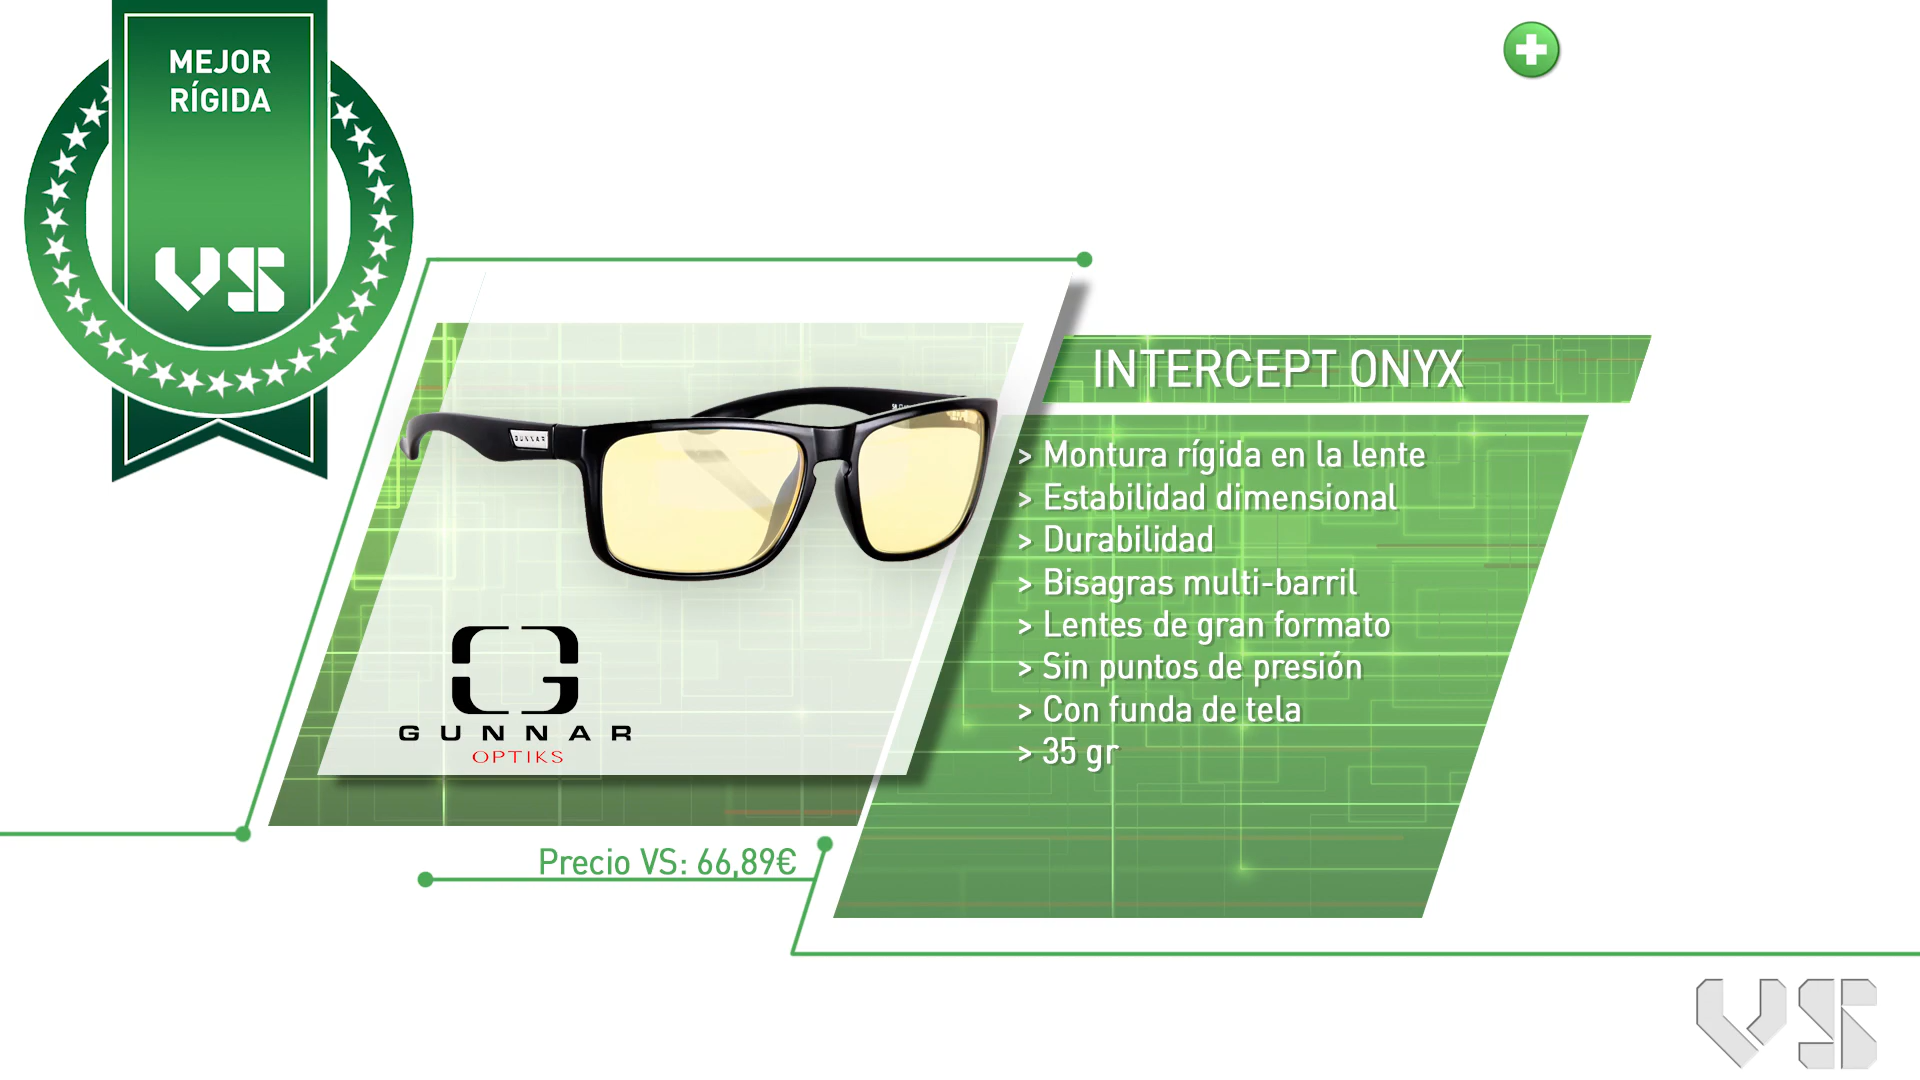 MEJOR
RÍGIDA
VS
INTERCEPT ONYX
> Montura rígida en la lente
> Estabilidad dimensional
> Durabilidad
> Bisagras multi-barril
> Lentes de gran formato
> Sin puntos de presión
> Con funda de tela
> 35 gr
GUNNAR
GUNNAR
OPTIKS
Precio VS: 66,89€
VS